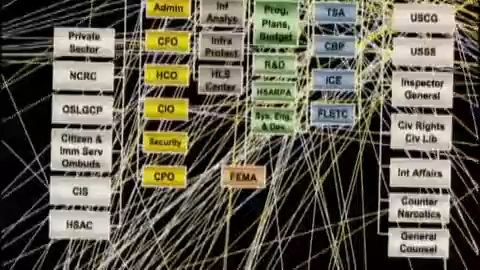 Private
Sector
NCRC
OSLGCP
Citizen &
Imm Serv
Ombuds
CIS
HSAC
Admin
CFO
HCO
CIO
Security
CPO
Inf
Analys
Infra
Protect
HLS
Center
FEMA
Prog,
Plans,
Budget
R&D
HSARPA
Sys, Eng.
& Dev.
TSA
CBP
ICE
FLETC
USCG
USSS
Inspector
General
Civ Rights
Civ Lib
Int Affairs
Counter
Narcotics
General
Counsel